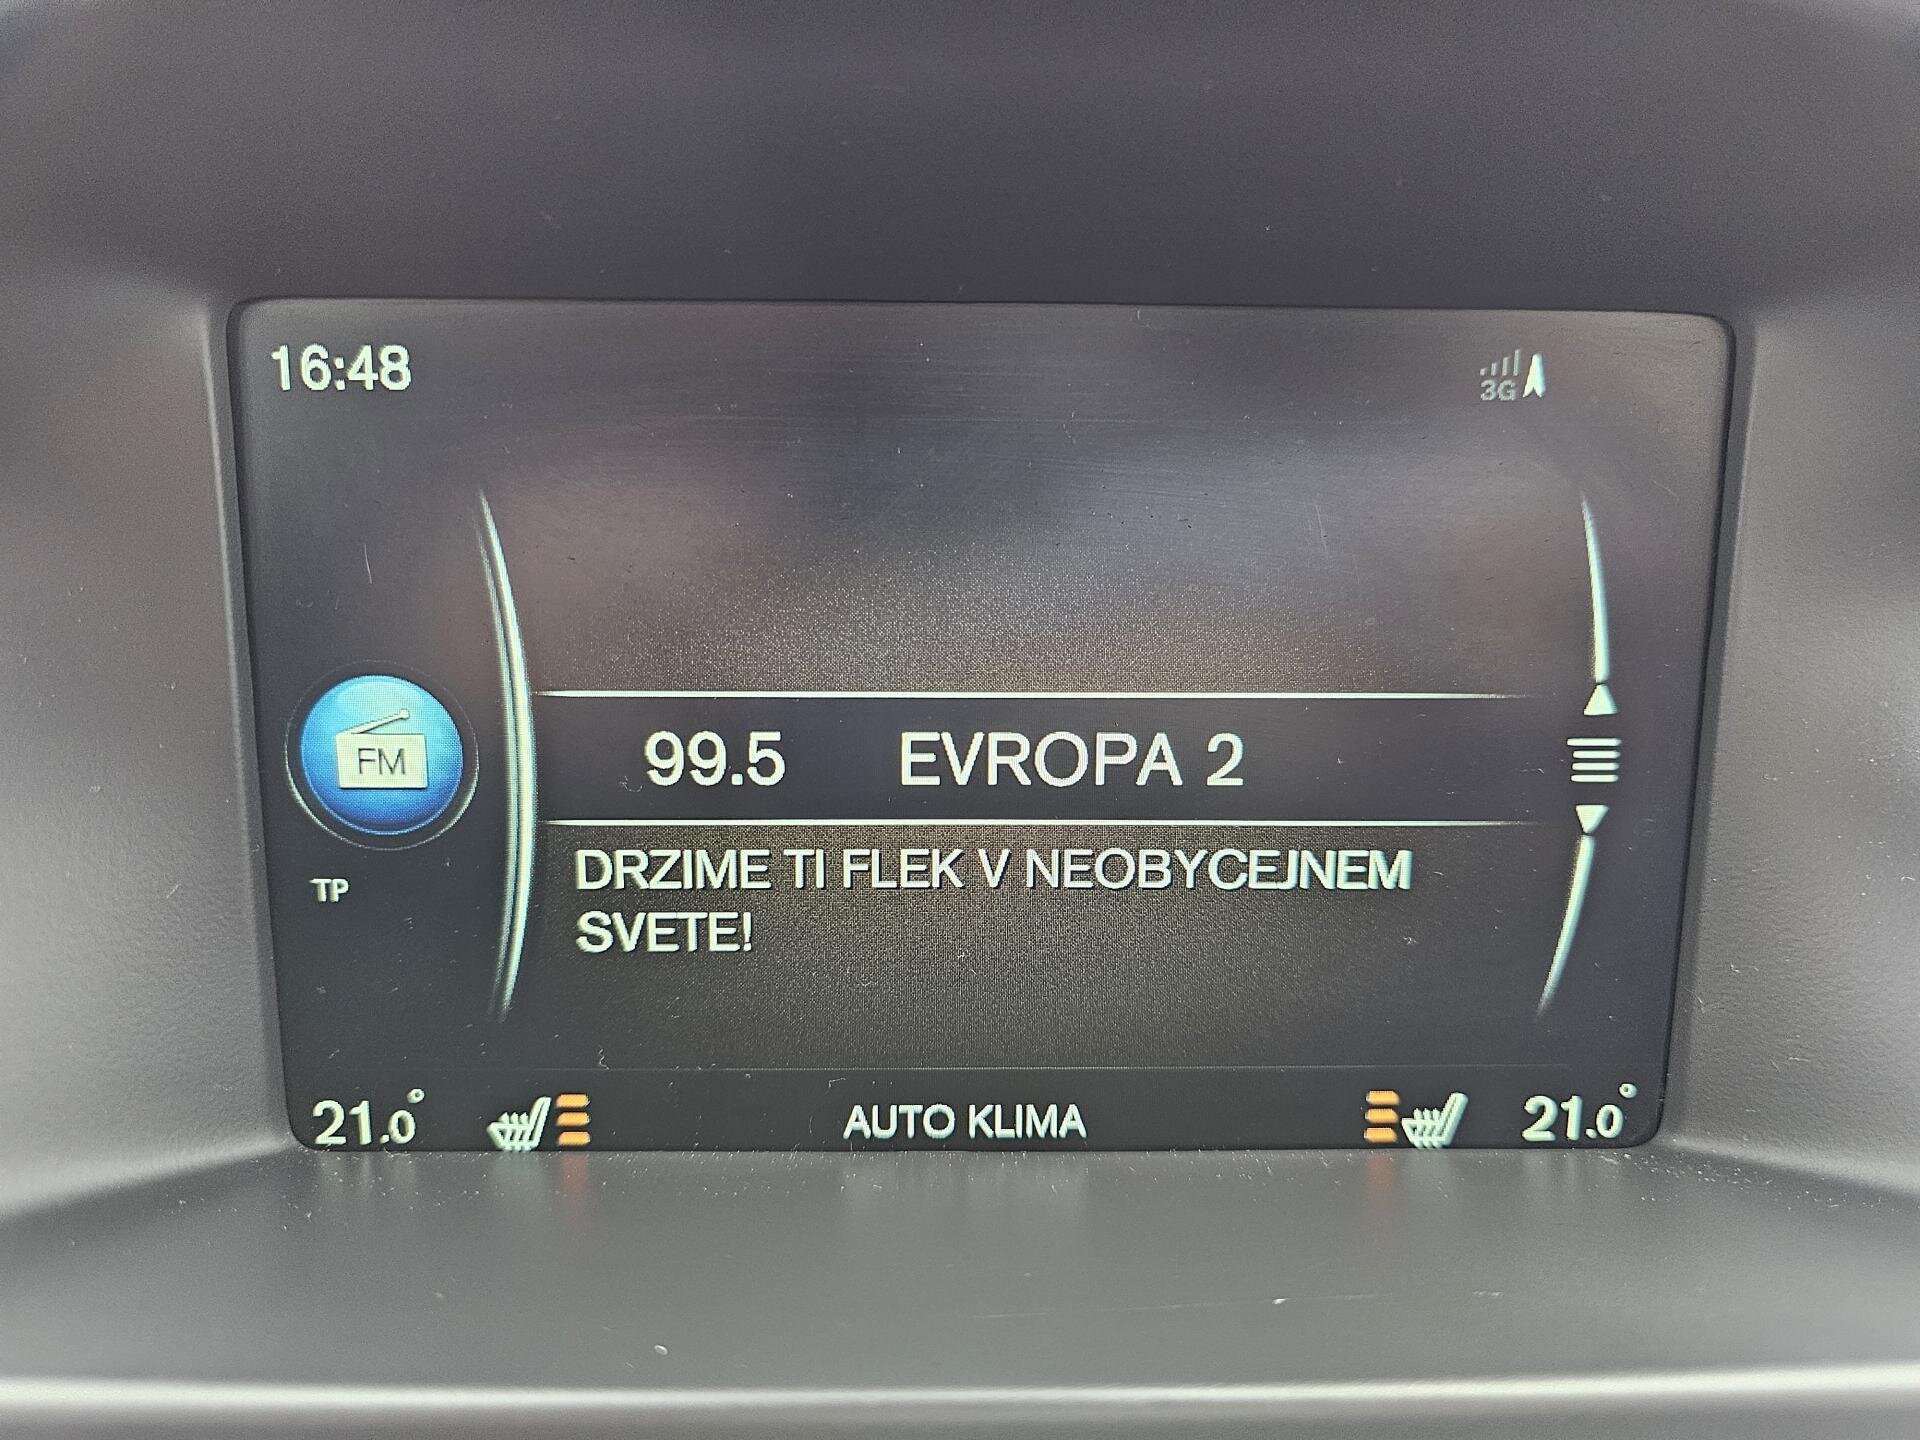 16:48
3G
FM
99.5 EVROPA 2
TP
DRZIME TI FLEK V NEOBYCEJNEM
SVETE!
21.0° AUTO KLIMA 21.0°